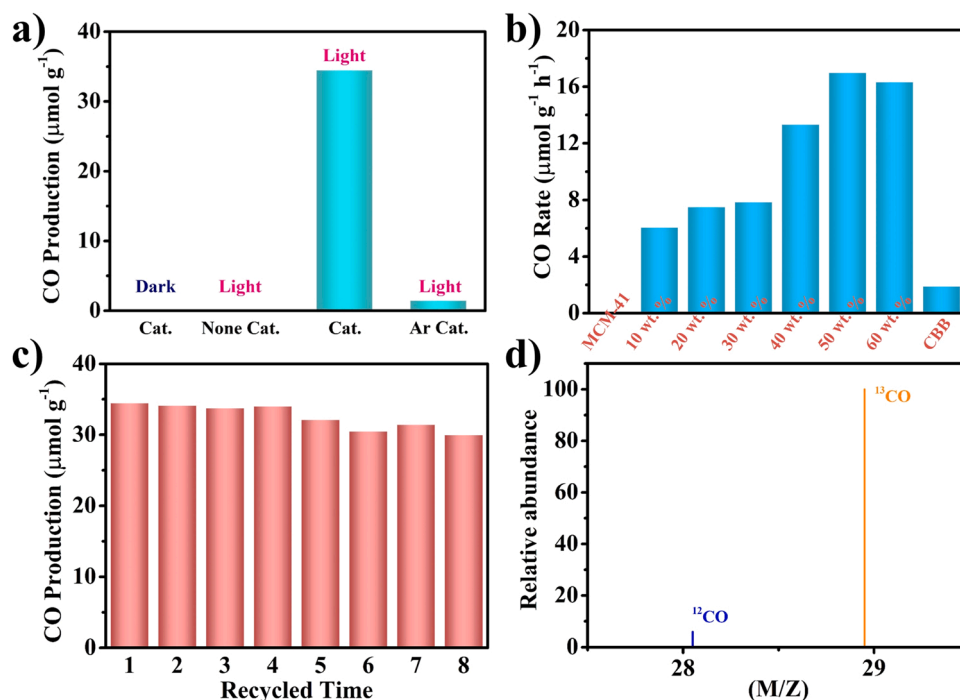 a)
CO Production (μmol g⁻¹)
40
30
20
10
0
Dark
Light
Light
Light
Cat.
None Cat.
Cat.
Ar Cat.
b)
CO Rate (μmol g⁻¹ h⁻¹)
20
16
12
8
4
0
MCM-41
10 wt. %
20 wt. %
30 wt. %
40 wt. %
50 wt. %
60 wt. %
CBB
c)
CO Production (μmol g⁻¹)
40
30
20
10
0
1 2 3 4 5 6 7 8
Recycled Time
d)
Relative abundance
100
80
60
40
20
0
¹²CO
¹³CO
28 29
(M/Z)